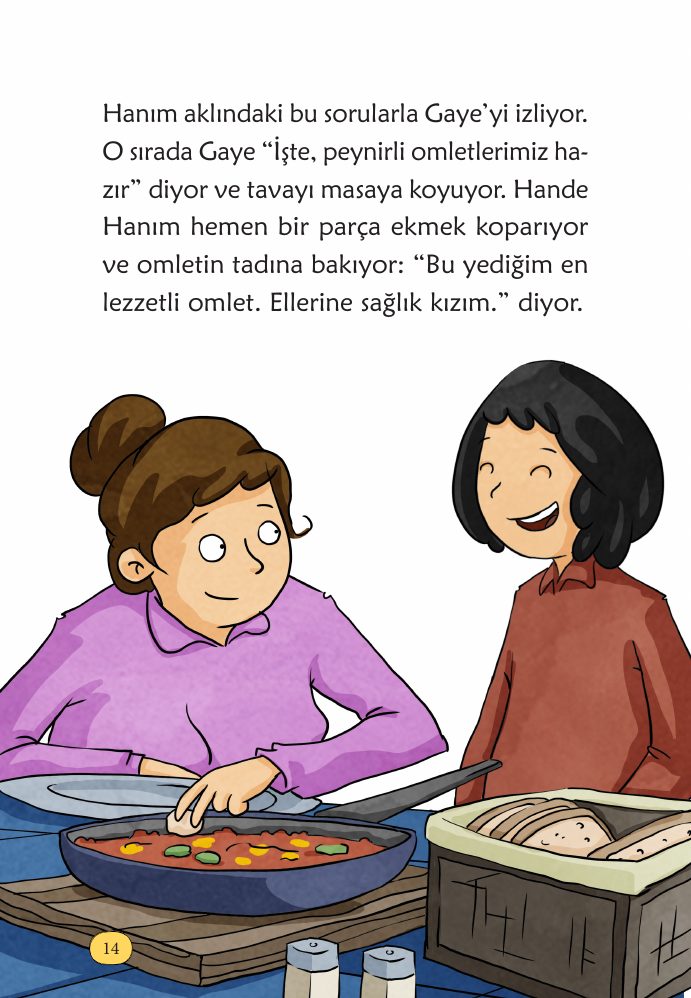 Hanım aklındaki bu sorularla Gaye’yi izliyor.
O sırada Gaye “İşte, peynirli omletlerimiz ha-
zır” diyor ve tavayı masaya koyuyor. Hande
Hanım hemen bir parça ekmek koparıyor
ve omletin tadına bakıyor: “Bu yediğim en
lezzetli omlet. Ellerine sağlık kızım.” diyor.
14